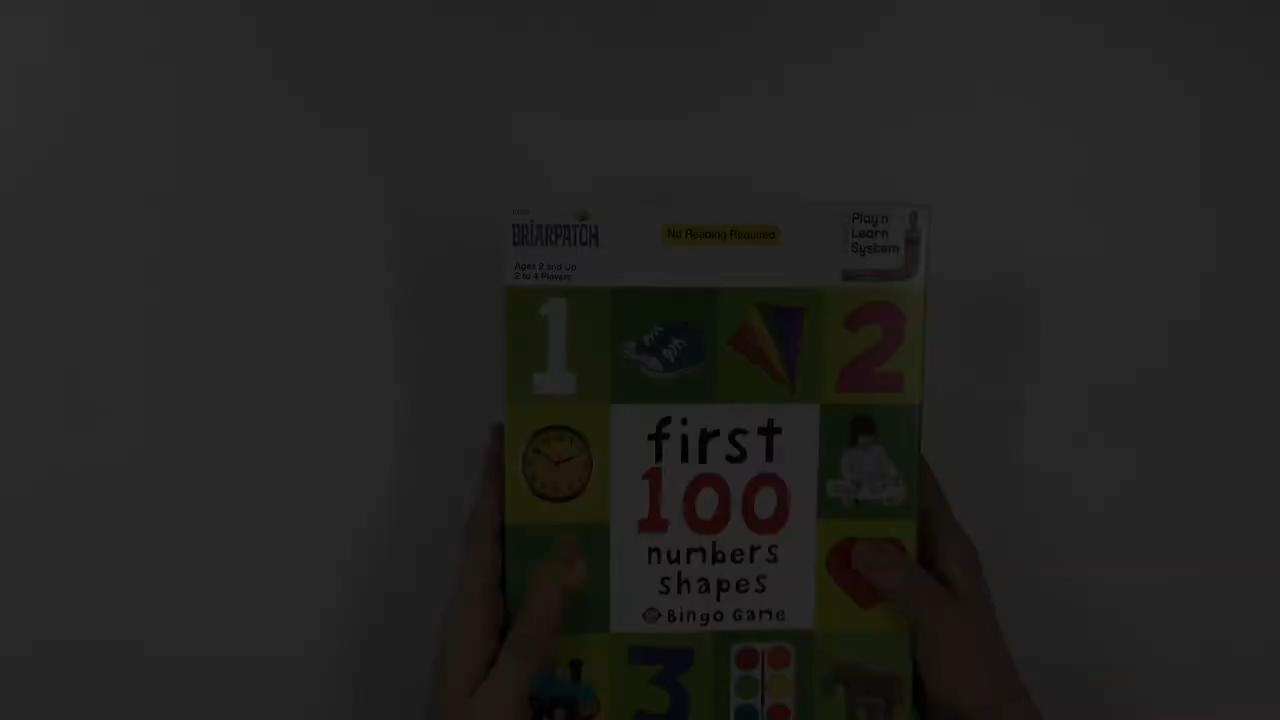 BRiARPATCH
Ages 2 and Up
2 to 4 Players
No Reading Required
Play n
Learn
System
1
2
first
100
numbers
shapes
Bingo Game
3